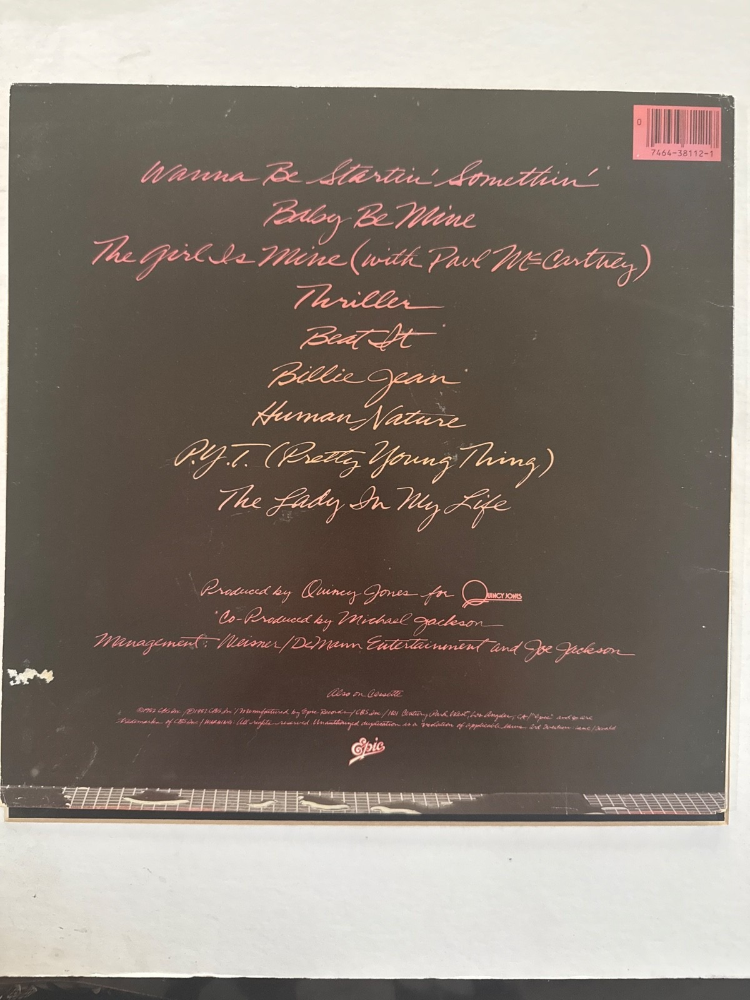 0
7464-38112-1
Wanna Be Startin' Somethin'*
Baby Be Mine
The Girl Is Mine (with Paul McCartney)
Thriller
Beat It*
Billie Jean*
Human Nature
P.Y.T. (Pretty Young Thing)
The Lady In My Life
Produced by Quincy Jones for QUINCY JONES
*Co-Produced by Michael Jackson
Management: Weisner/DeMann Entertainment and Joe Jackson
Also on Cassette
©1982 CBS Inc./℗1982 CBS Inc./Manufactured by Epic Records/CBS Inc./1801 Century Park West, Los Angeles, CA/"Epic" and are
trademarks of CBS Inc./WARNING: All rights reserved. Unauthorized duplication is a violation of applicable laws.
Epic